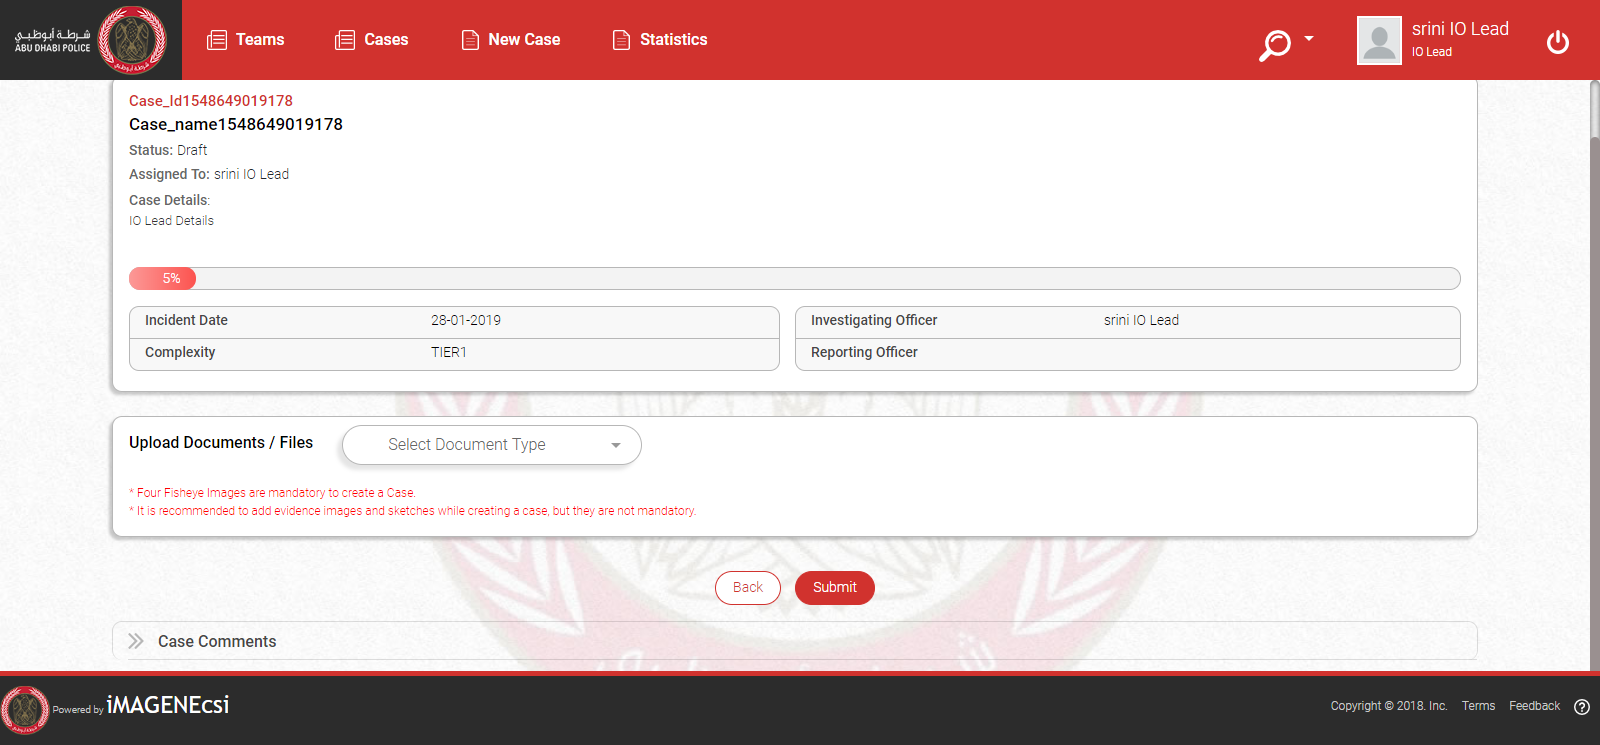 شرطة أبوظبي
ABU DHABI POLICE
Teams
Cases
New Case
Statistics
srini IO Lead
IO Lead
Case_Id1548649019178
Case_name1548649019178
Status: Draft
Assigned To: srini IO Lead
Case Details:
IO Lead Details
5%
Incident Date 28-01-2019
Complexity TIER1
Investigating Officer srini IO Lead
Reporting Officer
Upload Documents / Files
Select Document Type
* Four Fisheye Images are mandatory to create a Case.
* It is recommended to add evidence images and sketches while creating a case, but they are not mandatory.
Back
Submit
Case Comments
Powered by iMAGENEcsi
Copyright © 2018. Inc.
Terms
Feedback
?